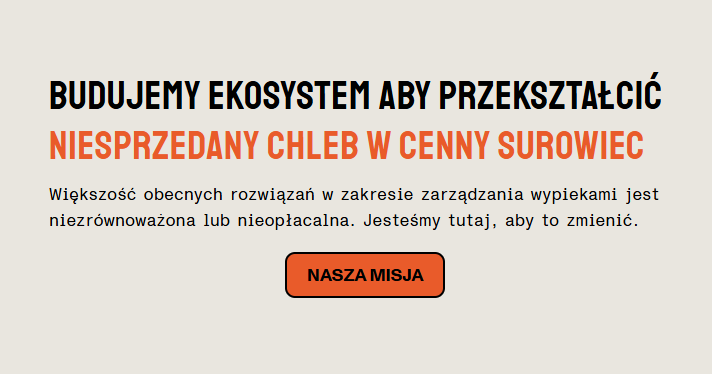 BUDUJEMY EKOSYSTEM ABY PRZEKSZTAŁCIĆ
NIESPRZEDANY CHLEB W CENNY SUROWIEC
Większość obecnych rozwiązań w zakresie zarządzania wypiekami jest
niezrównoważona lub nieopłacalna. Jesteśmy tutaj, aby to zmienić.
NASZA MISJA